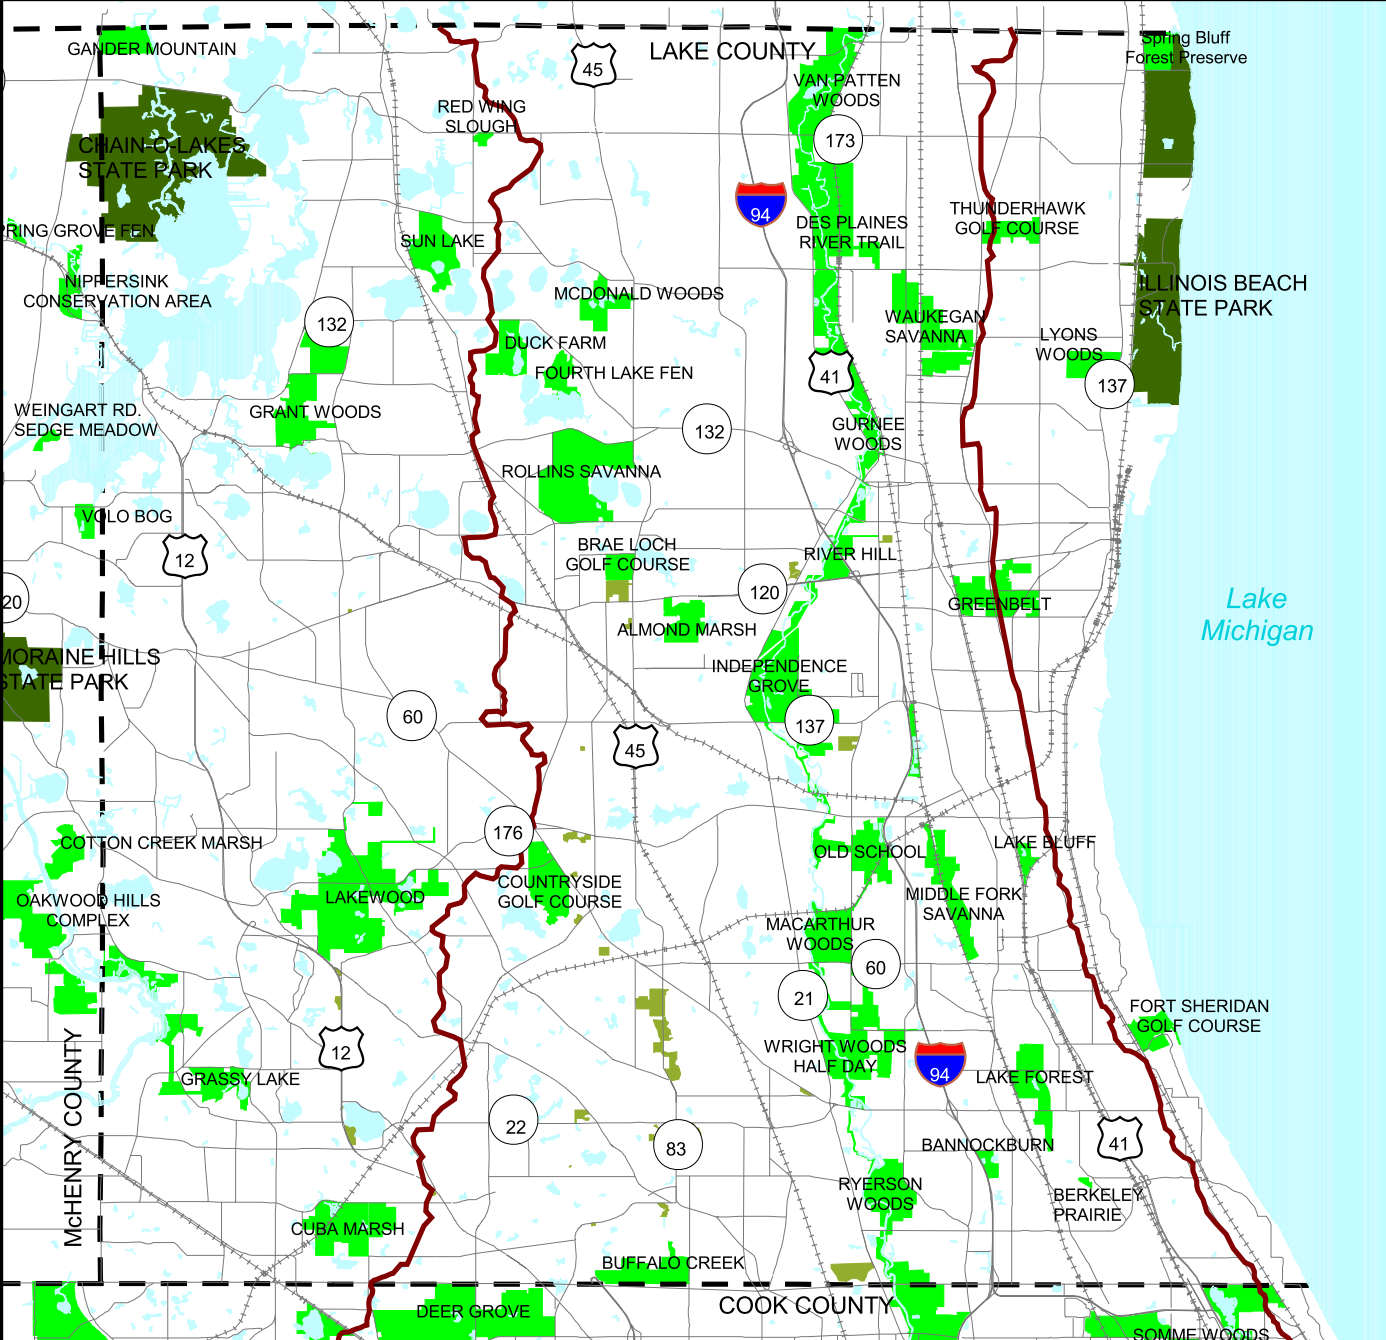 GANDER MOUNTAIN
LAKE COUNTY
45
Spring Bluff
Forest Preserve
VAN PATTEN
WOODS
RED WING
SLOUGH
173
CHAIN-O-LAKES
STATE PARK
94
THUNDERHAWK
GOLF COURSE
DES PLAINES
RIVER TRAIL
PRING GROVE FEN
SUN LAKE
NIPPERSINK
CONSERVATION AREA
MCDONALD WOODS
ILLINOIS BEACH
STATE PARK
132
WAUKEGAN
SAVANNA
LYONS
WOODS
DUCK FARM
FOURTH LAKE FEN
41
137
WEINGART RD.
SEDGE MEADOW
GRANT WOODS
132
GURNEE
WOODS
ROLLINS SAVANNA
VOLO BOG
12
BRAE LOCH
GOLF COURSE
RIVER HILL
20
120
GREENBELT
Lake
Michigan
ALMOND MARSH
MORAINE HILLS
STATE PARK
INDEPENDENCE
GROVE
60
137
45
176
COTTON CREEK MARSH
OLD SCHOOL
LAKE BLUFF
OAKWOOD HILLS
COMPLEX
LAKEWOOD
COUNTRYSIDE
GOLF COURSE
MIDDLE FORK
SAVANNA
MACARTHUR
WOODS
60
21
FORT SHERIDAN
GOLF COURSE
McHENRY COUNTY
12
WRIGHT WOODS
HALF DAY
94
GRASSY LAKE
LAKE FOREST
22
83
41
BANNOCKBURN
RYERSON
WOODS
BERKELEY
PRAIRIE
CUBA MARSH
BUFFALO CREEK
COOK COUNTY
DEER GROVE
SOMME WOODS